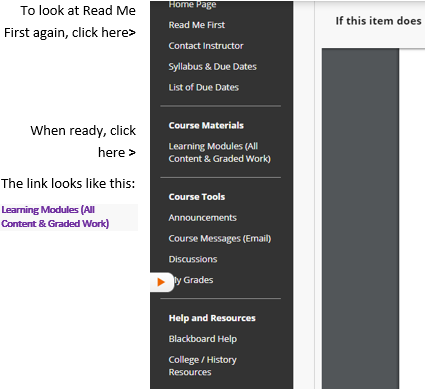 To look at Read Me
First again, click here>
When ready, click
here >
The link looks like this:
Learning Modules (All
Content & Graded Work)
Home Page
Read Me First
Contact Instructor
Syllabus & Due Dates
List of Due Dates
Course Materials
Learning Modules (All
Content & Graded Work)
Course Tools
Announcements
Course Messages (Email)
Discussions
My Grades
Help and Resources
Blackboard Help
College / History
Resources
If this item does